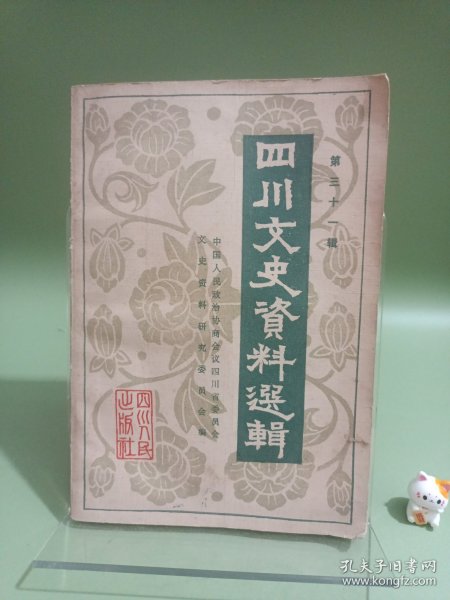 第三十一辑
四川文史資料選輯
中国人民政治协商会议四川省委员会
文史资料研究委员会编
四川人民
出版社
孔夫子旧书网
www.kongfz.com